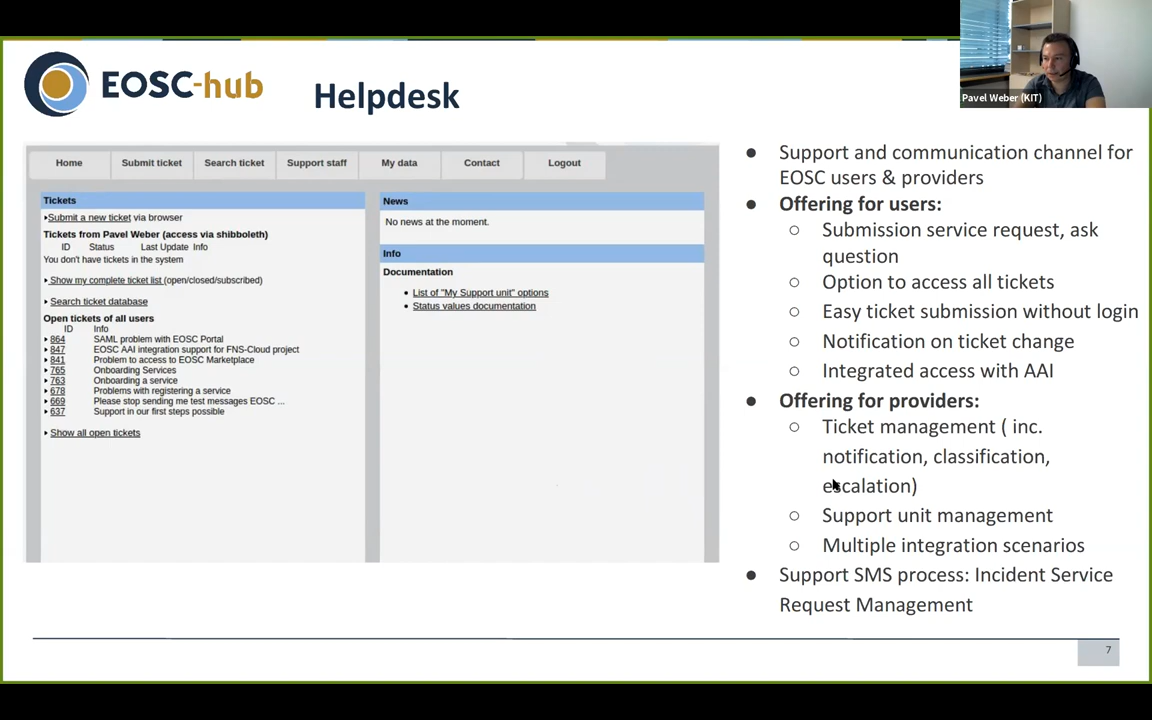 EOSC-hub
Helpdesk
Pavel Weber (KIT)
Home Submit ticket Search ticket Support staff My data Contact Logout
Tickets
Submit a new ticket via browser
Tickets from Pavel Weber (access via shibboleth)
ID Status Last Update Info
You don't have tickets in the system
Show my complete ticket list (open/closed/subscribed)
Search ticket database
Open tickets of all users
ID Info
864 SAML problem with EOSC Portal
847 EOSC AAI integration support for FNS-Cloud project
841 Problem to access to EOSC Marketplace
765 Onboarding Services
763 Onboarding a service
678 Problems with registering a service
669 Please stop sending me test messages EOSC ...
637 Support in our first steps possible
Show all open tickets
News
No news at the moment.
Info
Documentation
• List of "My Support unit" options
• Status values documentation
● Support and communication channel for
EOSC users & providers
● Offering for users:
○ Submission service request, ask
question
○ Option to access all tickets
○ Easy ticket submission without login
○ Notification on ticket change
○ Integrated access with AAI
● Offering for providers:
○ Ticket management ( inc.
notification, classification,
escalation)
○ Support unit management
○ Multiple integration scenarios
● Support SMS process: Incident Service
Request Management
7